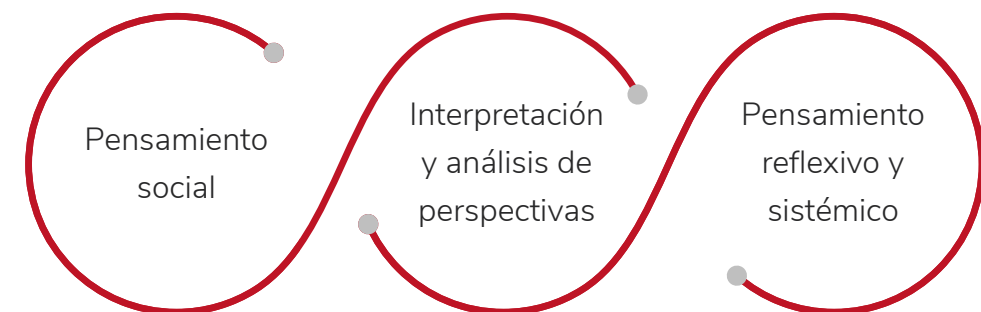 Pensamiento
social
Interpretación
y análisis de
perspectivas
Pensamiento
reflexivo y
sistémico